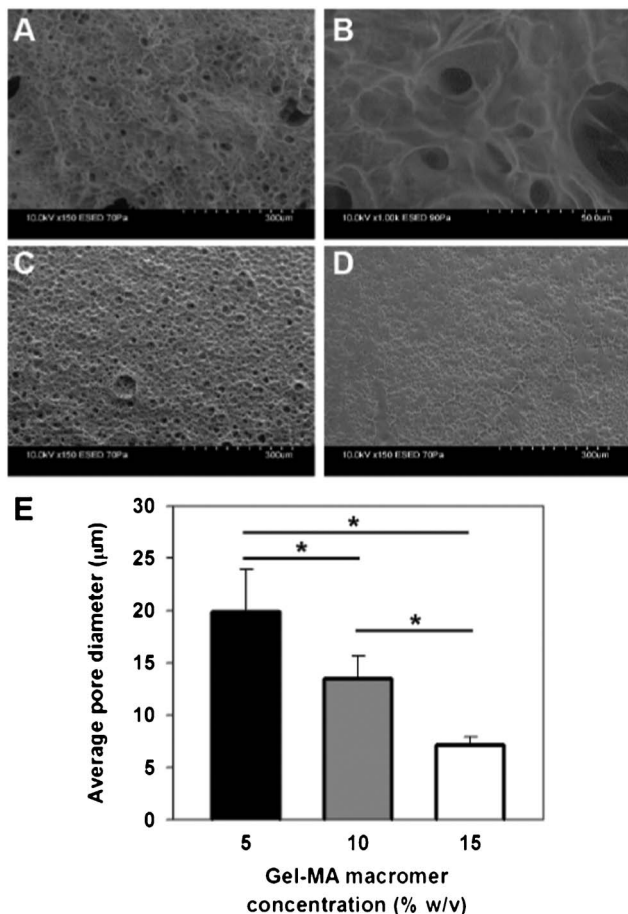 A
10.0kV x150 ESED 70Pa 300um
B
10.0kV x1.00k ESED 90Pa 50.0um
C
10.0kV x150 ESED 70Pa 300um
D
10.0kV x150 ESED 70Pa 300um
E
Average pore diameter (μm)
30
25
20
15
10
5
0
*
*
*
5 10 15
Gel-MA macromer
concentration (% w/v)